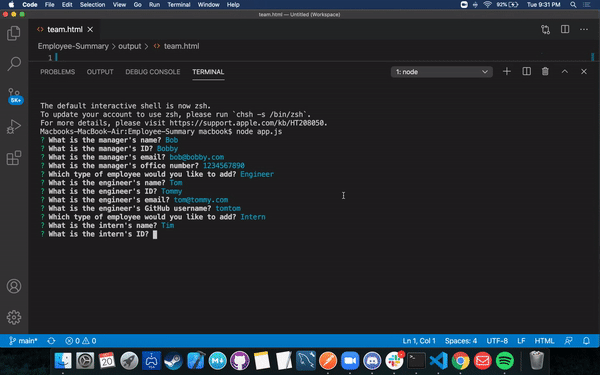 Code File Edit Selection View Go Run Terminal Window Help 92% Tue 9:31 PM
team.html — Untitled (Workspace)
team.html
Employee-Summary > output > team.html
1
PROBLEMS OUTPUT DEBUG CONSOLE TERMINAL 1: node
5K+
The default interactive shell is now zsh.
To update your account to use zsh, please run `chsh -s /bin/zsh`.
For more details, please visit https://support.apple.com/kb/HT208050.
Macbooks-MacBook-Air:Employee-Summary macbook$ node app.js
? What is the manager's name? Bob
? What is the manager's ID? Bobby
? What is the manager's email? bob@bobby.com
? What is the manager's office number? 1234567890
? Which type of employee would you like to add? Engineer
? What is the engineer's name? Tom
? What is the engineer's ID? Tommy
? What is the engineer's email? tom@tommy.com
? What is the engineer's GitHub username? tomtom
? Which type of employee would you like to add? Intern
? What is the intern's name? Tim
? What is the intern's ID?
main* 0 0 Ln 1, Col 1 Spaces: 4 UTF-8 LF HTML